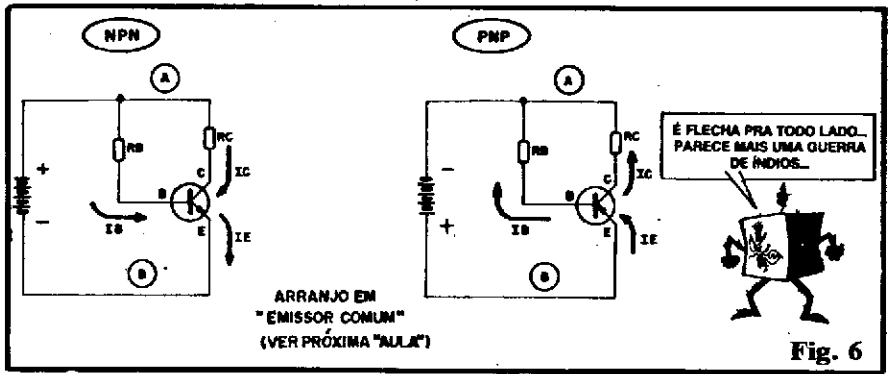 NPN
PNP
A
A
RB
RC
RB
RC
É FLECHA PRA TODO LADO...
PARECE MAIS UMA GUERRA
DE ÍNDIOS...
+
-
C
IC
B
IB
E
IE
-
+
C
IC
B
IB
E
IE
B
B
ARRANJO EM
"EMISSOR COMUM"
(VER PRÓXIMA "AULA")
Fig. 6